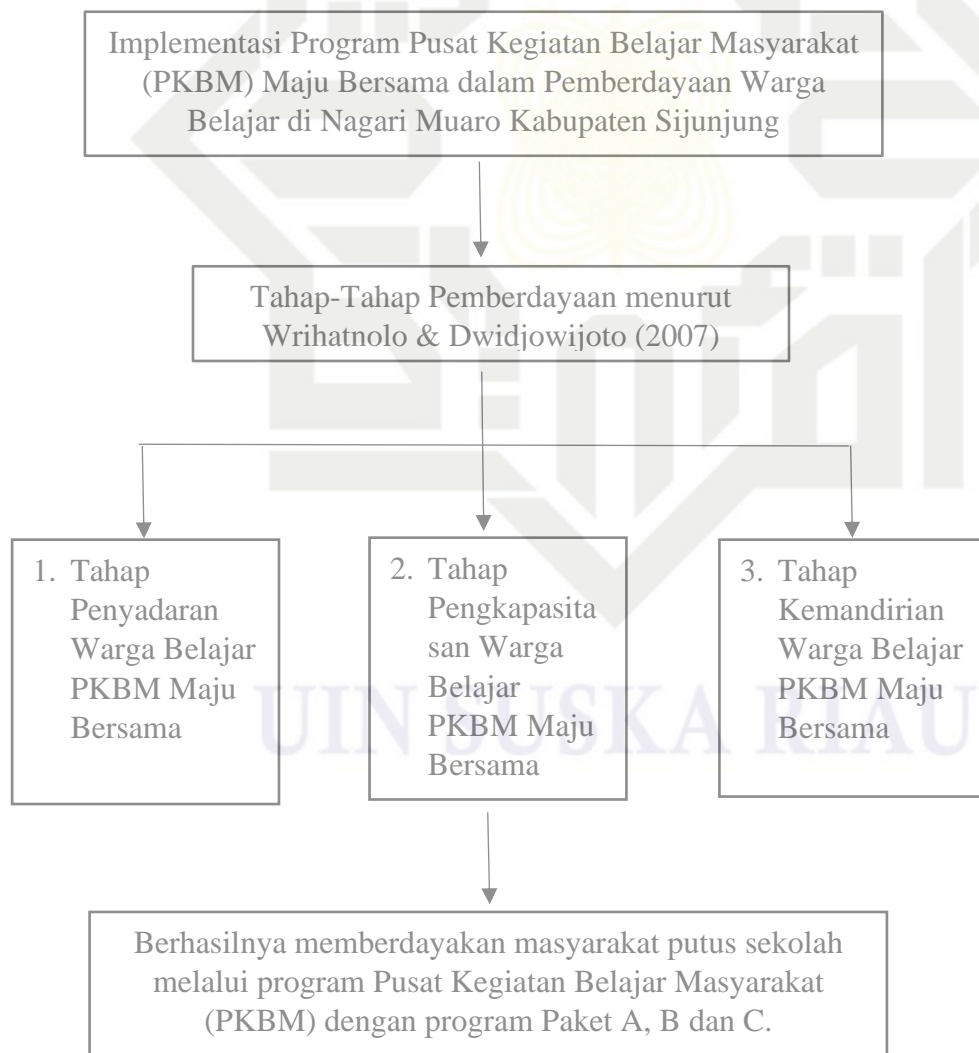 Implementasi Program Pusat Kegiatan Belajar Masyarakat
(PKBM) Maju Bersama dalam Pemberdayaan Warga
Belajar di Nagari Muaro Kabupaten Sijunjung
Tahap-Tahap Pemberdayaan menurut
Wrihatnolo & Dwidjowijoto (2007)
1. Tahap
Penyadaran
Warga Belajar
PKBM Maju
Bersama
2. Tahap
Pengkapasita
san Warga
Belajar
PKBM Maju
Bersama
3. Tahap
Kemandirian
Warga Belajar
PKBM Maju
Bersama
UIN SUSKA RIAU
Berhasilnya memberdayakan masyarakat putus sekolah
melalui program Pusat Kegiatan Belajar Masyarakat
(PKBM) dengan program Paket A, B dan C.